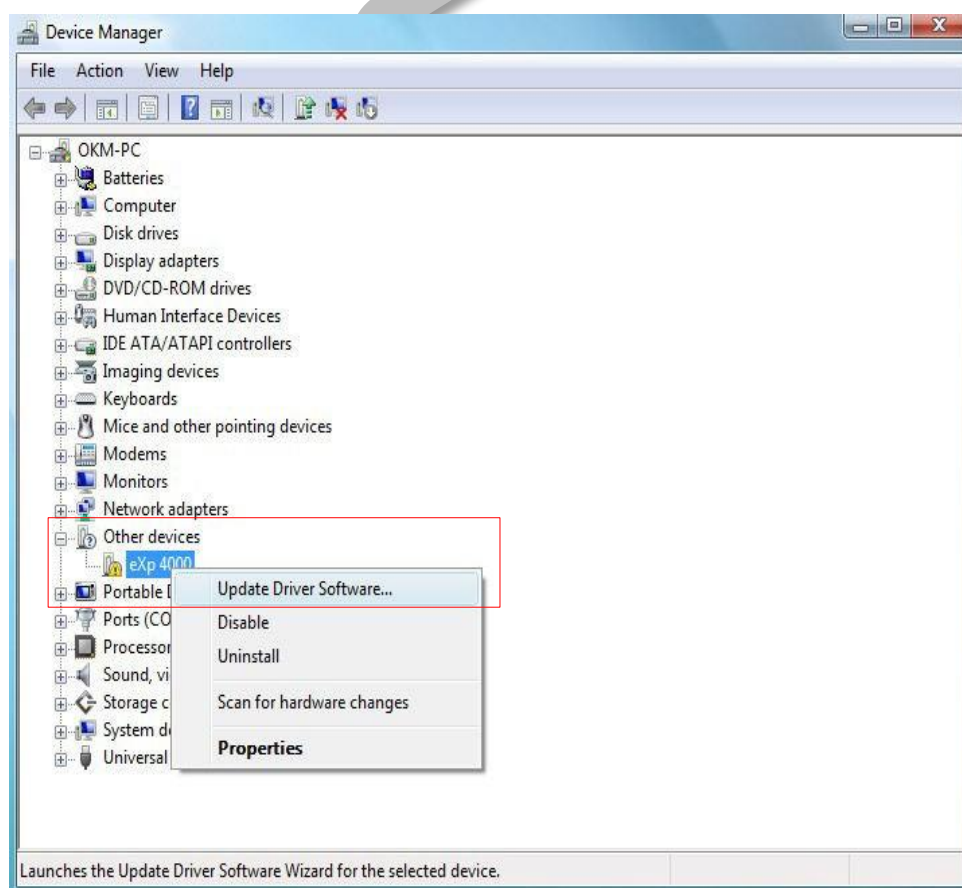 Device Manager
File Action View Help
OKM-PC
Batteries
Computer
Disk drives
Display adapters
DVD/CD-ROM drives
Human Interface Devices
IDE ATA/ATAPI controllers
Imaging devices
Keyboards
Mice and other pointing devices
Modems
Monitors
Network adapters
Other devices
eXp 4000
Update Driver Software...
Portable
Ports (CO
Disable
Processor
Uninstall
Sound, vi
Storage c
Scan for hardware changes
System d
Properties
Universal
Launches the Update Driver Software Wizard for the selected device.